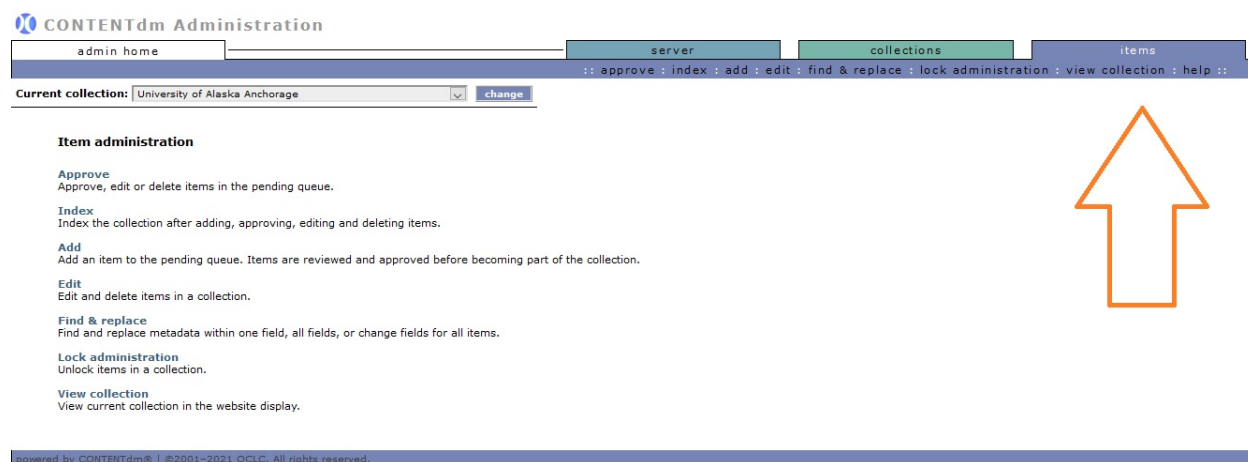 CONTENTdm Administration
admin home server collections items
:: approve : index : add : edit : find & replace : lock administration : view collection : help ::
Current collection: University of Alaska Anchorage change
Item administration
Approve
Approve, edit or delete items in the pending queue.
Index
Index the collection after adding, approving, editing and deleting items.
Add
Add an item to the pending queue. Items are reviewed and approved before becoming part of the collection.
Edit
Edit and delete items in a collection.
Find & replace
Find and replace metadata within one field, all fields, or change fields for all items.
Lock administration
Unlock items in a collection.
View collection
View current collection in the website display.
powered by CONTENTdm® | ©2001–2021 OCLC. All rights reserved.